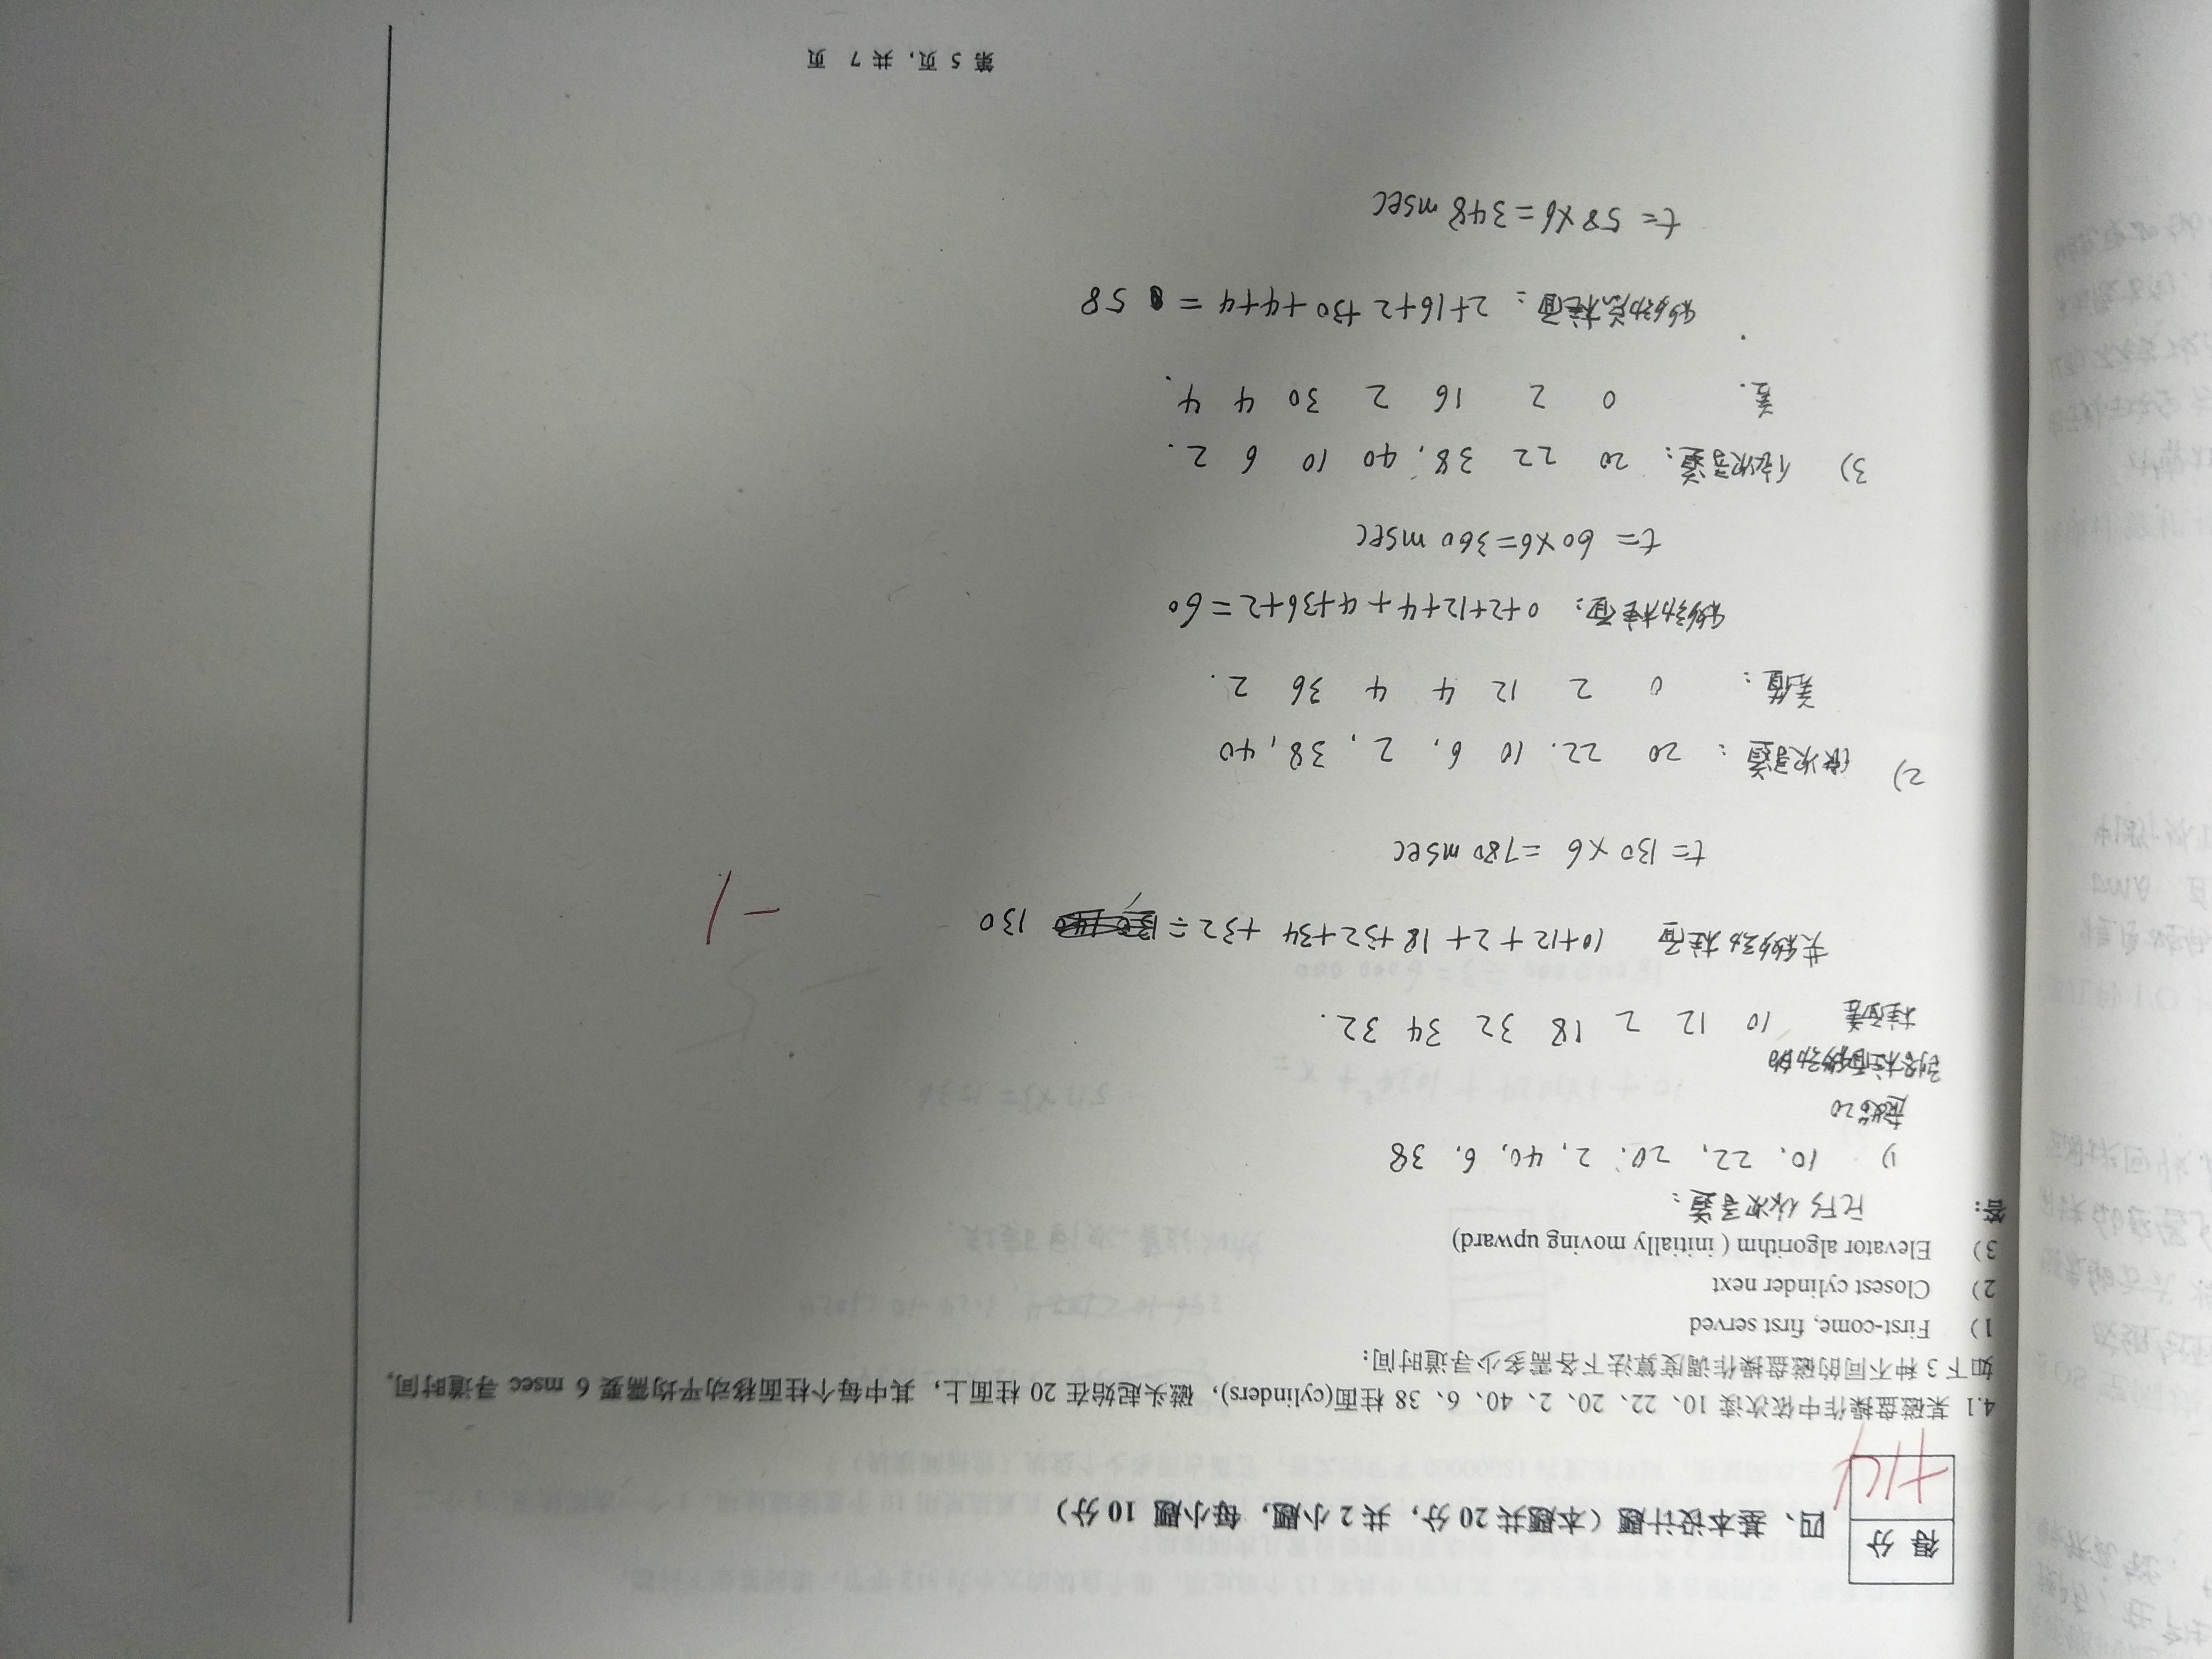 得 分
+14
四、基本设计题（本题共 20 分，共 2 小题，每小题 10 分）
4.1 某磁盘操作中依次读 10、22、20、2、40、6、38 柱面(cylinders)，磁头起始在 20 柱面上，其中每个柱面移动平均需要 6 msec 寻道时间，
如下 3 种不同的磁盘操作调度算法下各需多少寻道时间：
1） First-come, first served
2） Closest cylinder next
3） Elevator algorithm ( initially moving upward)
答：
FCFS 依次寻道：
1) 10、22、20、2，40，6、38
起始20
到各柱面移动的
柱面差 10 12 2 18 32 34 32.
共移动柱面 10+12+2+18+32+34+32= 130
-1
t= 130×6 =780 msec
2) 依次寻道： 20 22. 10 6, 2, 38, 40
差值： 0 2 12 4 4 36 2.
移动柱面： 0+2+12+4+4+36+2=60
t= 60×6=360 msec
3) 依次寻道： 20 22 38, 40 10 6 2.
差. 0 2 16 2 30 4 4.
移动总柱面： 2+16+2+30+4+4 = 58
t= 58×6=348 msec
第 5 页，共 7 页